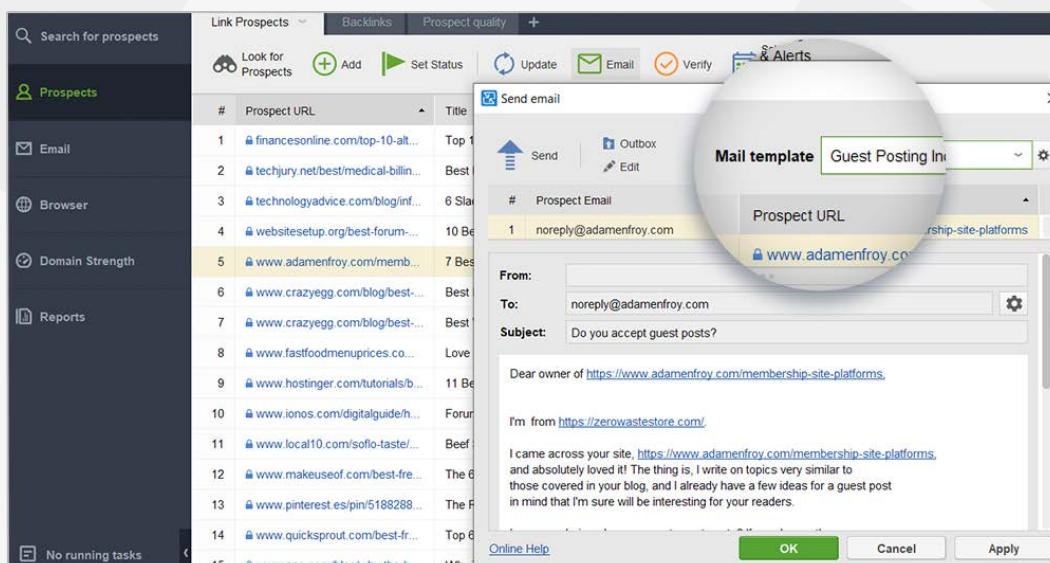 Search for prospects
Prospects
Email
Browser
Domain Strength
Reports
No running tasks
Link Prospects
Backlinks
Prospect quality
Look for
Prospects
Add
Set Status
Update
Email
Verify
& Alerts
# Prospect URL Title
1 financesonline.com/top-10-alt... Top 1
2 techjury.net/best/medical-billin... Best
3 technologyadvice.com/blog/inf... 6 Sla
4 websitesetup.org/best-forum-... 10 Be
5 www.adamenfroy.com/memb... 7 Bes
6 www.crazyegg.com/blog/best-... Best
7 www.crazyegg.com/blog/best-... Best
8 www.fastfoodmenuprices.co... Love
9 www.hostinger.com/tutorials/b... 11 Be
10 www.ionos.com/digitalguide/h... Forur
11 www.local10.com/soflo-taste/... Beef
12 www.makeuseof.com/best-fre... The 6
13 www.pinterest.es/pin/5188288... The F
14 www.quicksprout.com/best-fr... Top 6
Send email
Send
Outbox
Edit
Mail template Guest Posting In
# Prospect Email
Prospect URL
1 noreply@adamenfroy.com
www.adamenfroy.co
rship-site-platforms
From:
To: noreply@adamenfroy.com
Subject: Do you accept guest posts?
Dear owner of https://www.adamenfroy.com/membership-site-platforms,
I'm from https://zerowastestore.com/.
I came across your site, https://www.adamenfroy.com/membership-site-platforms,
and absolutely loved it! The thing is, I write on topics very similar to
those covered in your blog, and I already have a few ideas for a guest post
in mind that I'm sure will be interesting for your readers.
Online Help
OK
Cancel
Apply